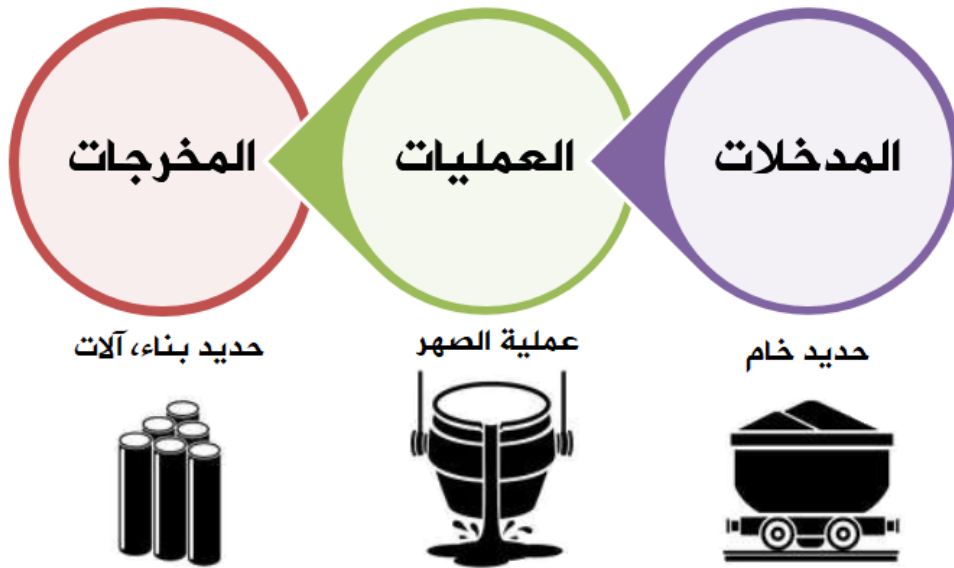 المدخلات
العمليات
المخرجات
حديد خام
عملية الصهر
حديد بناء، آلات